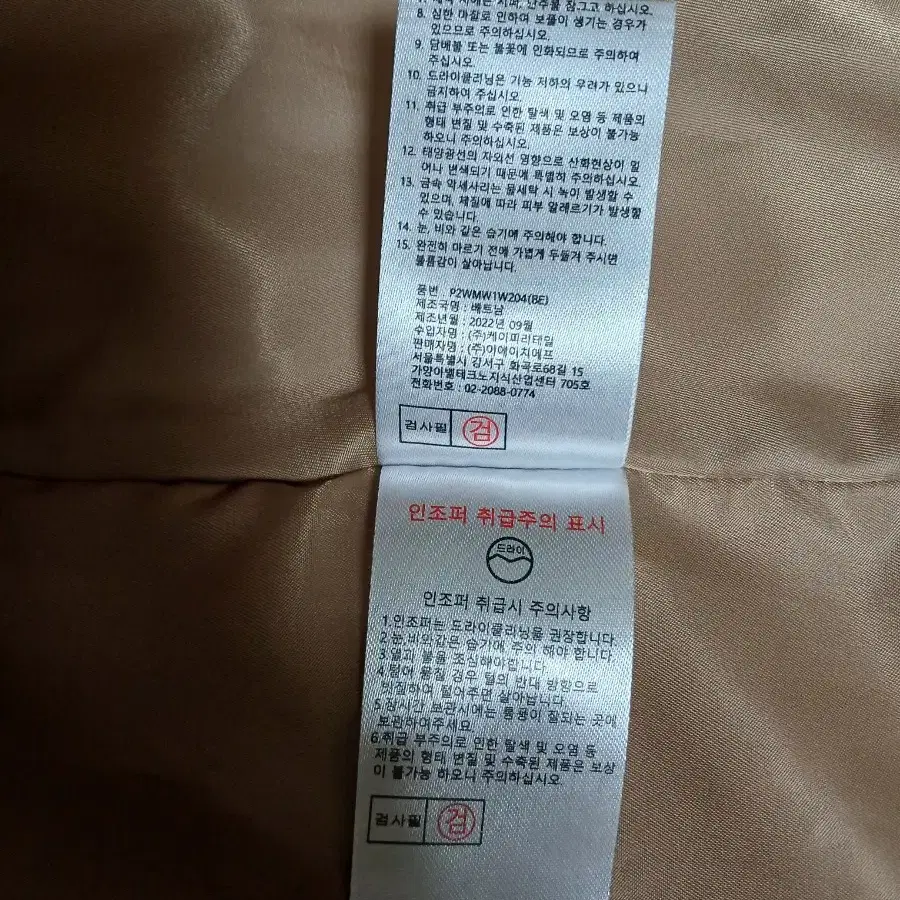 7. 세탁 시에는 지퍼, 단추를 잠그고 하십시오.
8. 심한 마찰로 인하여 보풀이 생기는 경우가
있으므로 주의하십시오.
9. 담배불 또는 불꽃에 인화되므로 주의하여
주십시오.
10. 드라이클리닝은 기능 저하의 우려가 있으니
금지하여 주십시오.
11. 취급 부주의로 인한 탈색 및 오염 등 제품의
형태 변질 및 수축된 제품은 보상이 불가능
하오니 주의하십시오.
12. 태양광선의 자외선 영향으로 산화현상이 일
어나 변색되기 때문에 특별히 주의하십시오.
13. 금속 악세사리는 물세탁 시 녹이 발생할 수
있으며, 체질에 따라 피부 알레르기가 발생할
수 있습니다.
14. 눈, 비와 같은 습기에 주의해야 합니다.
15. 완전히 마르기 전에 가볍게 두들겨 주시면
볼륨감이 살아납니다.
품번 : P2WMW1W204(BE)
제조국명 : 베트남
제조년월 : 2022년 09월
수입자명 : (주)케이피리테일
판매자명 : (주)이에이치에프
서울특별시 강서구 화곡로68길 15
가양아벨테크노지식산업센터 705호
전화번호 : 02-2088-0774
검사필 검
인조퍼 취급주의 표시
드라이
인조퍼 취급시 주의사항
1.인조퍼는 드라이클리닝을 권장합니다.
2.눈,비와같은 습기에 주의 해야 합니다.
3.열과 불을 조심해야합니다.
4.털이 뭉칠 경우 털의 반대 방향으로
빗질하여 털어주면 살아납니다.
5.장시간 보관시에는 통풍이 잘되는 곳에
보관하여주세요.
6.취급 부주의로 인한 탈색 및 오염 등
제품의 형태 변질 및 수축된 제품은 보상
이 불가능 하오니 주의하십시오.
검사필 검